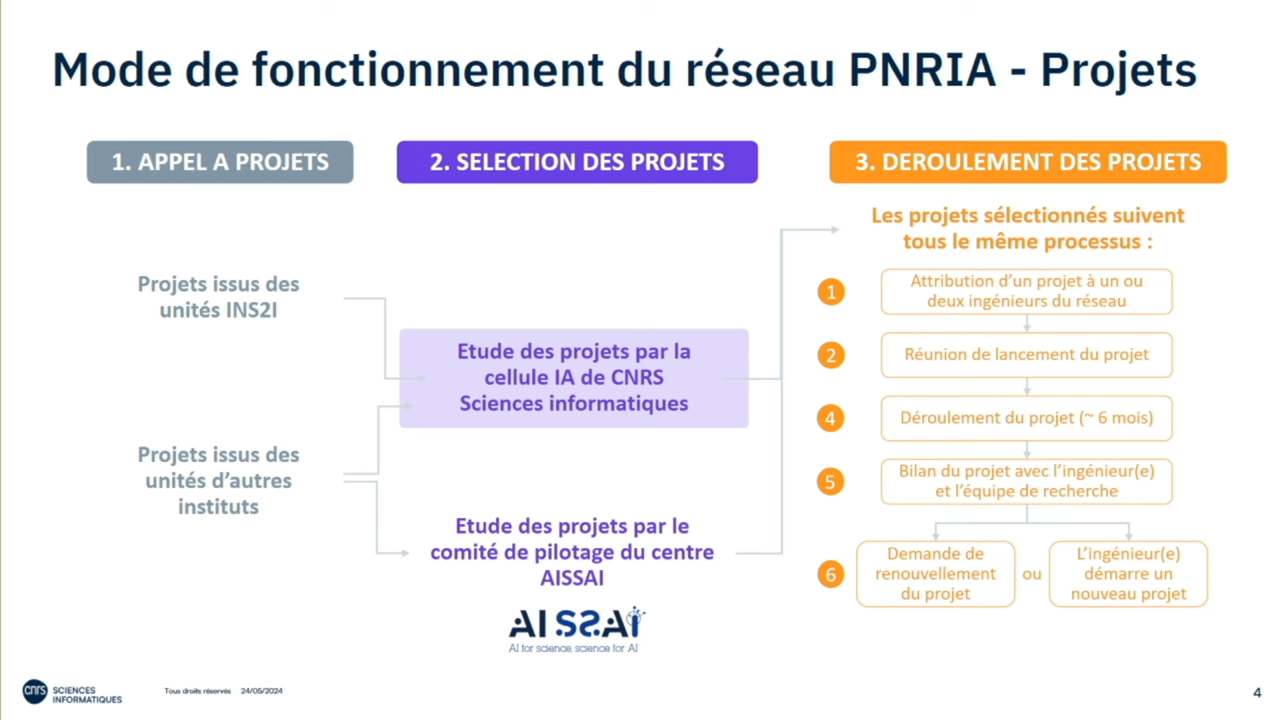 Mode de fonctionnement du réseau PNRIA - Projets
1. APPEL A PROJETS
2. SELECTION DES PROJETS
3. DEROULEMENT DES PROJETS
Projets issus des
unités INS2I
Projets issus des
unités d'autres
instituts
Etude des projets par la
cellule IA de CNRS
Sciences informatiques
Etude des projets par le
comité de pilotage du centre
AISSAI
AISSAI
AI for science, science for AI
Les projets sélectionnés suivent
tous le même processus :
1
Attribution d'un projet à un ou
deux ingénieurs du réseau
2
Réunion de lancement du projet
4
Déroulement du projet (~ 6 mois)
5
Bilan du projet avec l'ingénieur(e)
et l'équipe de recherche
6
Demande de
renouvellement
du projet
ou
L'ingénieur(e)
démarre un
nouveau projet
cnrs
SCIENCES
INFORMATIQUES
Tous droits réservés 24/05/2024
4